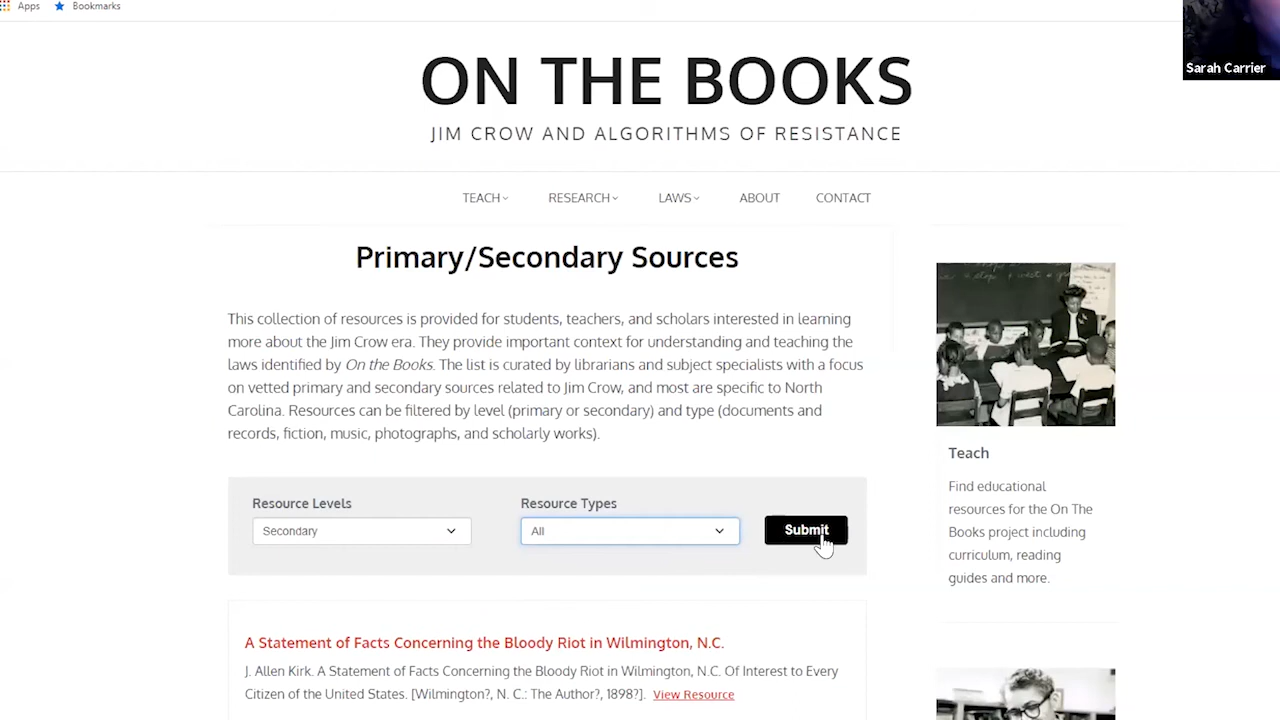 Apps Bookmarks
Sarah Carrier
ON THE BOOKS
JIM CROW AND ALGORITHMS OF RESISTANCE
TEACH RESEARCH LAWS ABOUT CONTACT
Primary/Secondary Sources
This collection of resources is provided for students, teachers, and scholars interested in learning
more about the Jim Crow era. They provide important context for understanding and teaching the
laws identified by On the Books. The list is curated by librarians and subject specialists with a focus
on vetted primary and secondary sources related to Jim Crow, and most are specific to North
Carolina. Resources can be filtered by level (primary or secondary) and type (documents and
records, fiction, music, photographs, and scholarly works).
Resource Levels
Secondary
Resource Types
All
Submit
A Statement of Facts Concerning the Bloody Riot in Wilmington, N.C.
J. Allen Kirk. A Statement of Facts Concerning the Bloody Riot in Wilmington, N.C. Of Interest to Every
Citizen of the United States. [Wilmington?, N. C.: The Author?, 1898?]. View Resource
Teach
Find educational
resources for the On The
Books project including
curriculum, reading
guides and more.